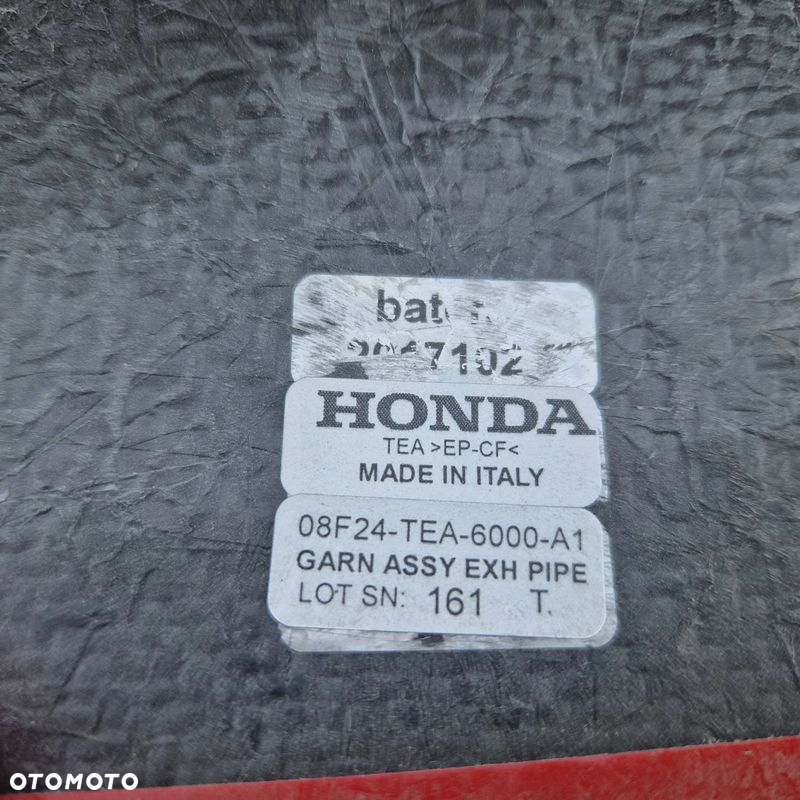 HONDA
TEA >EP-CF<
MADE IN ITALY
08F24-TEA-6000-A1
GARN ASSY EXH PIPE
LOT SN: 161 T.
OTOMOTO